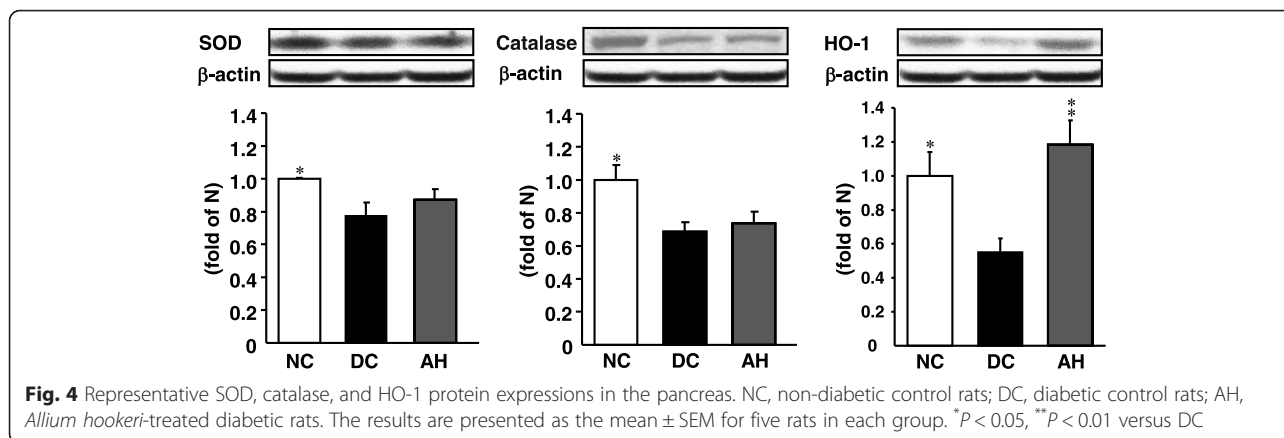 SOD
β-actin
1.4
1.2
1.0
0.8
0.6
0.4
0.2
0
(fold of N)
*
NC DC AH
Catalase
β-actin
1.4
1.2
1.0
0.8
0.6
0.4
0.2
0
(fold of N)
*
NC DC AH
HO-1
β-actin
1.4
1.2
1.0
0.8
0.6
0.4
0.2
0
(fold of N)
*
**
NC DC AH
Fig. 4 Representative SOD, catalase, and HO-1 protein expressions in the pancreas. NC, non-diabetic control rats; DC, diabetic control rats; AH,
Allium hookeri-treated diabetic rats. The results are presented as the mean ± SEM for five rats in each group. *P < 0.05, **P < 0.01 versus DC